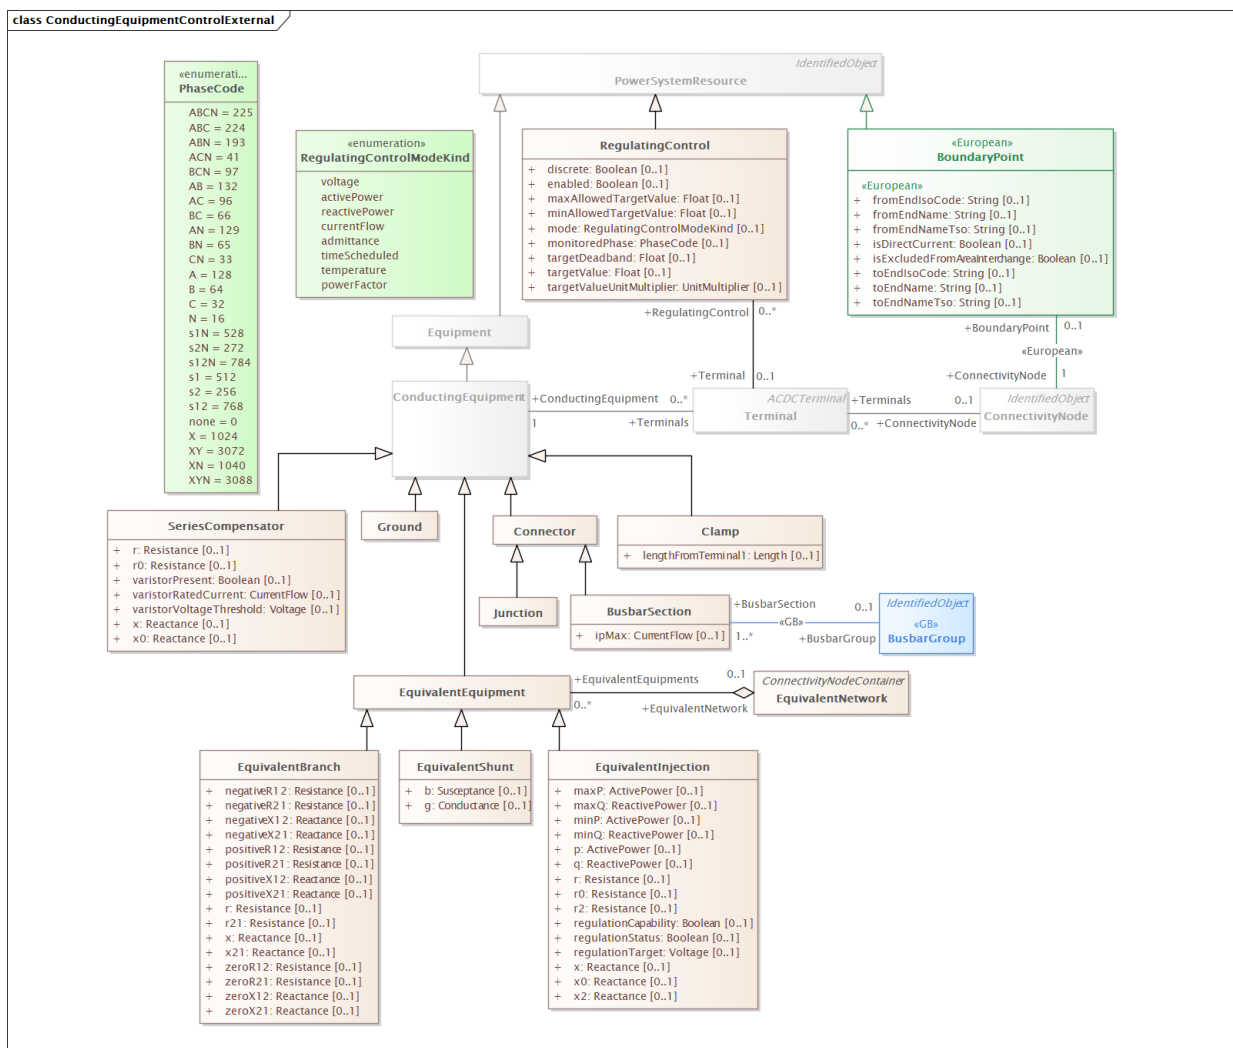 class ConductingEquipmentControlExternal
«enumerati...
PhaseCode
ABCN = 225
ABC = 224
ABN = 193
ACN = 41
BCN = 97
AB = 132
AC = 96
BC = 66
AN = 129
BN = 65
CN = 33
A = 128
B = 64
C = 32
N = 16
s1N = 528
s2N = 272
s12N = 784
s1 = 512
s2 = 256
s12 = 768
none = 0
X = 1024
XY = 3072
XN = 1040
XYN = 3088
«enumeration»
RegulatingControlModeKind
voltage
activePower
reactivePower
currentFlow
admittance
timeScheduled
temperature
powerFactor
IdentifiedObject
PowerSystemResource
RegulatingControl
+ discrete: Boolean [0..1]
+ enabled: Boolean [0..1]
+ maxAllowedTargetValue: Float [0..1]
+ minAllowedTargetValue: Float [0..1]
+ mode: RegulatingControlModeKind [0..1]
+ monitoredPhase: PhaseCode [0..1]
+ targetDeadband: Float [0..1]
+ targetValue: Float [0..1]
+ targetValueUnitMultiplier: UnitMultiplier [0..1]
«European»
BoundaryPoint
«European»
+ fromEndIsoCode: String [0..1]
+ fromEndName: String [0..1]
+ fromEndNameTso: String [0..1]
+ isDirectCurrent: Boolean [0..1]
+ isExcludedFromAreaInterchange: Boolean [0..1]
+ toEndIsoCode: String [0..1]
+ toEndName: String [0..1]
+ toEndNameTso: String [0..1]
+RegulatingControl 0..*
+BoundaryPoint 0..1
«European»
Equipment
+Terminal 0..1
+ConnectivityNode 1
ConductingEquipment
+ConductingEquipment 0..*
1 +Terminals
ACDCTerminal
Terminal
+Terminals 0..1
0..* +ConnectivityNode
IdentifiedObject
ConnectivityNode
SeriesCompensator
+ r: Resistance [0..1]
+ r0: Resistance [0..1]
+ varistorPresent: Boolean [0..1]
+ varistorRatedCurrent: CurrentFlow [0..1]
+ varistorVoltageThreshold: Voltage [0..1]
+ x: Reactance [0..1]
+ x0: Reactance [0..1]
Ground
Connector
Clamp
+ lengthFromTerminal1: Length [0..1]
Junction
BusbarSection
+ ipMax: CurrentFlow [0..1]
+BusbarSection 0..1
«GB»
1..* +BusbarGroup
IdentifiedObject
«GB»
BusbarGroup
EquivalentEquipment
+EquivalentEquipments 0..1
0..* +EquivalentNetwork
ConnectivityNodeContainer
EquivalentNetwork
EquivalentBranch
+ negativeR12: Resistance [0..1]
+ negativeR21: Resistance [0..1]
+ negativeX12: Reactance [0..1]
+ negativeX21: Reactance [0..1]
+ positiveR12: Resistance [0..1]
+ positiveR21: Resistance [0..1]
+ positiveX12: Reactance [0..1]
+ positiveX21: Reactance [0..1]
+ r: Resistance [0..1]
+ r21: Resistance [0..1]
+ x: Reactance [0..1]
+ x21: Reactance [0..1]
+ zeroR12: Resistance [0..1]
+ zeroR21: Resistance [0..1]
+ zeroX12: Reactance [0..1]
+ zeroX21: Reactance [0..1]
EquivalentShunt
+ b: Susceptance [0..1]
+ g: Conductance [0..1]
EquivalentInjection
+ maxP: ActivePower [0..1]
+ maxQ: ReactivePower [0..1]
+ minP: ActivePower [0..1]
+ minQ: ReactivePower [0..1]
+ p: ActivePower [0..1]
+ q: ReactivePower [0..1]
+ r: Resistance [0..1]
+ r0: Resistance [0..1]
+ r2: Resistance [0..1]
+ regulationCapability: Boolean [0..1]
+ regulationStatus: Boolean [0..1]
+ regulationTarget: Voltage [0..1]
+ x: Reactance [0..1]
+ x0: Reactance [0..1]
+ x2: Reactance [0..1]